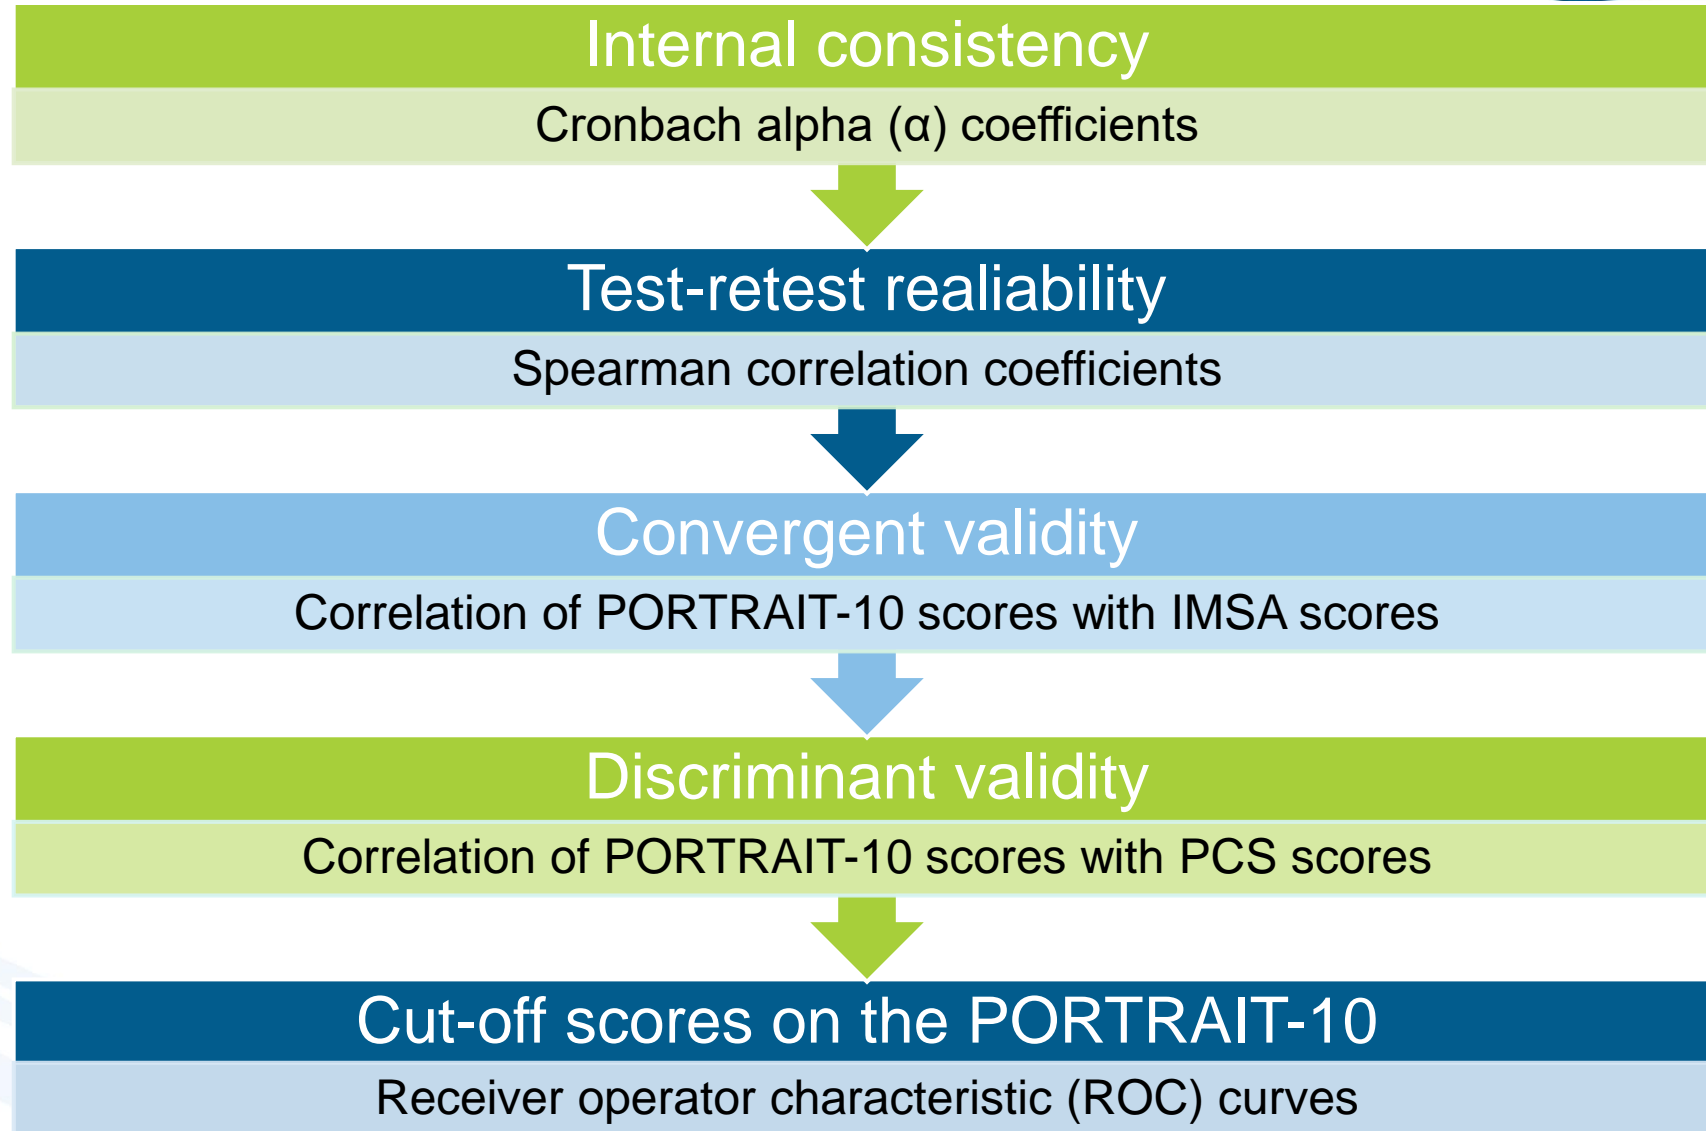 Internal consistency
Cronbach alpha (α) coefficients
Test-retest realiability
Spearman correlation coefficients
Convergent validity
Correlation of PORTRAIT-10 scores with IMSA scores
Discriminant validity
Correlation of PORTRAIT-10 scores with PCS scores
Cut-off scores on the PORTRAIT-10
Receiver operator characteristic (ROC) curves